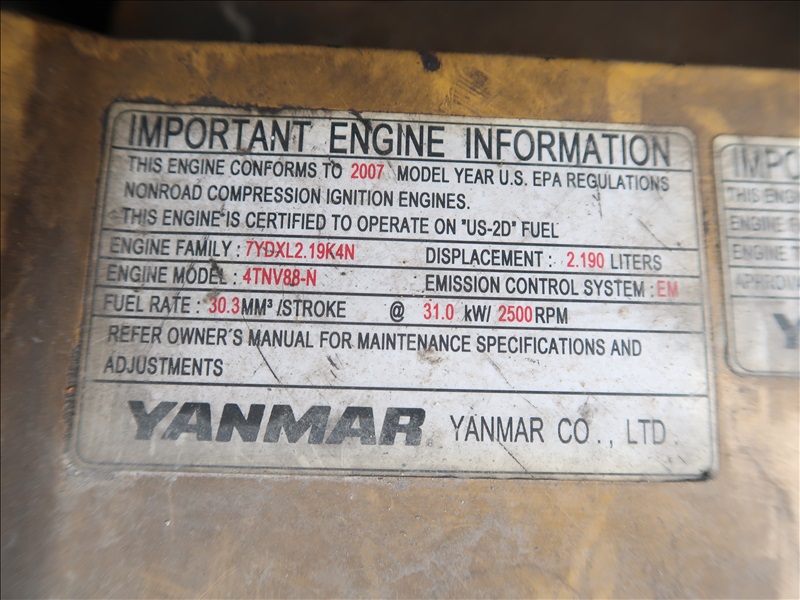 IMPORTANT ENGINE INFORMATION
THIS ENGINE CONFORMS TO 2007 MODEL YEAR U.S. EPA REGULATIONS
NONROAD COMPRESSION IGNITION ENGINES.
THIS ENGINE IS CERTIFIED TO OPERATE ON "US-2D" FUEL
ENGINE FAMILY : 7YDXL2.19K4N DISPLACEMENT : 2.190 LITERS
ENGINE MODEL : 4TNV88-N EMISSION CONTROL SYSTEM : EM
FUEL RATE : 30.3MM³/STROKE @ 31.0 kW/ 2500RPM
REFER OWNER'S MANUAL FOR MAINTENANCE SPECIFICATIONS AND
ADJUSTMENTS
YANMAR YANMAR CO., LTD.
THIS
ENGINE
ENGINE